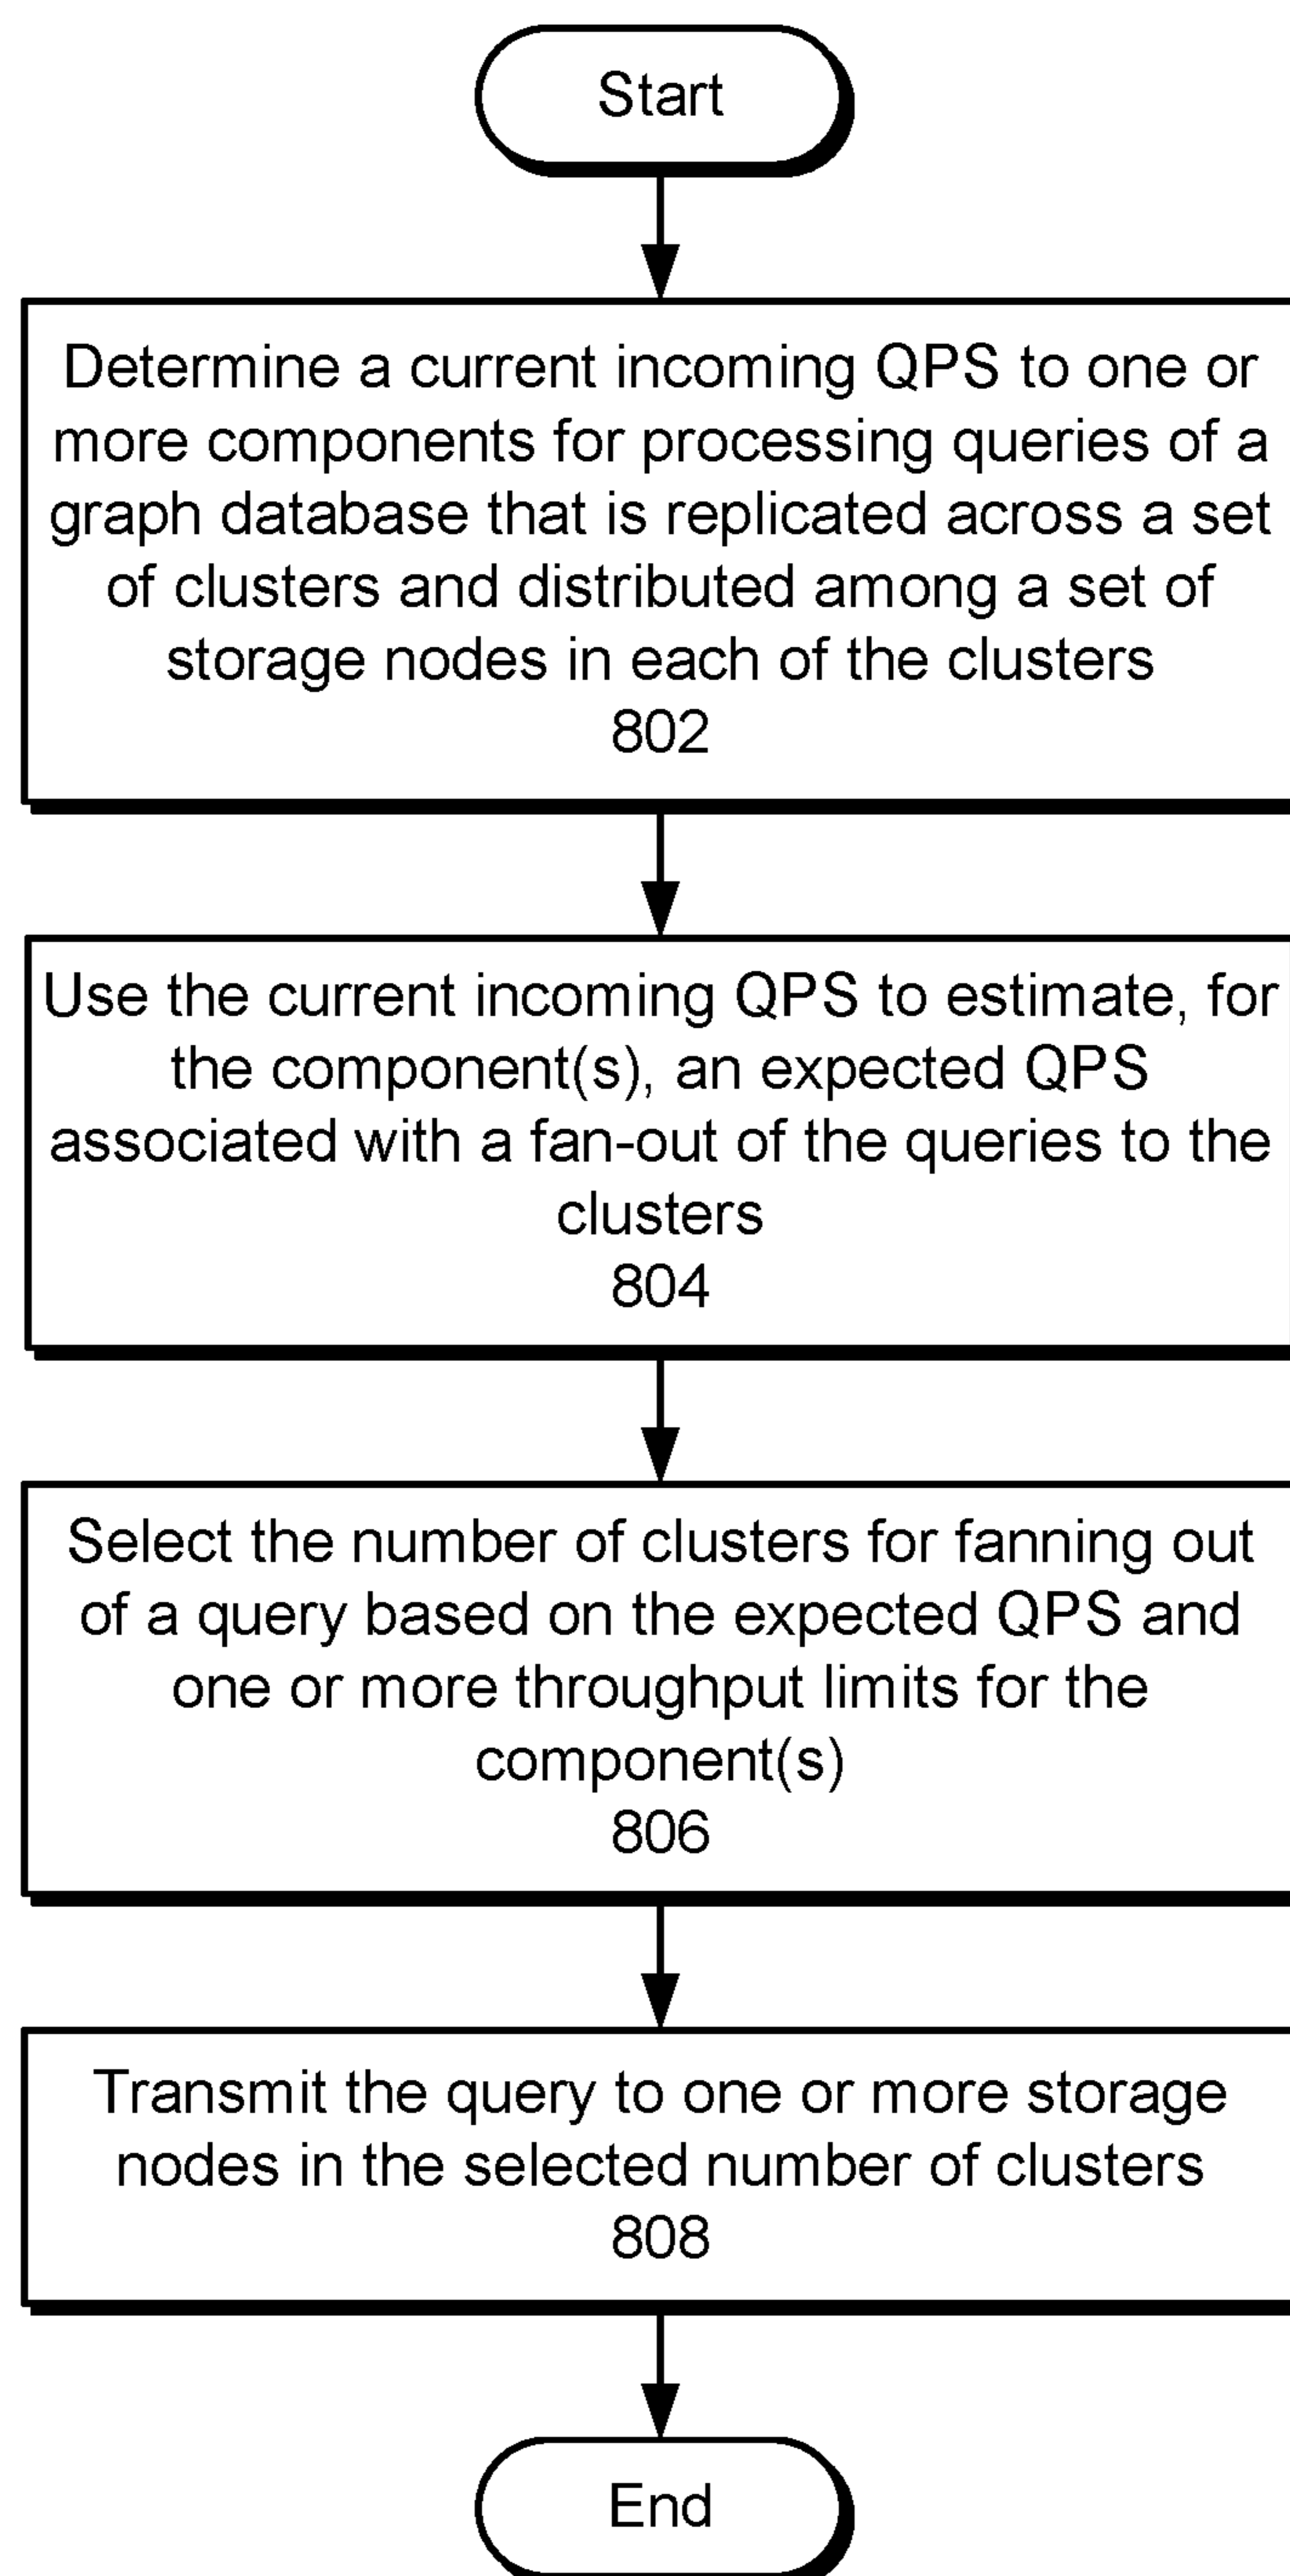 Start
Determine a current incoming QPS to one or
more components for processing queries of a
graph database that is replicated across a set
of clusters and distributed among a set of
storage nodes in each of the clusters
802
Use the current incoming QPS to estimate, for
the component(s), an expected QPS
associated with a fan-out of the queries to the
clusters
804
Select the number of clusters for fanning out
of a query based on the expected QPS and
one or more throughput limits for the
component(s)
806
Transmit the query to one or more storage
nodes in the selected number of clusters
808
End